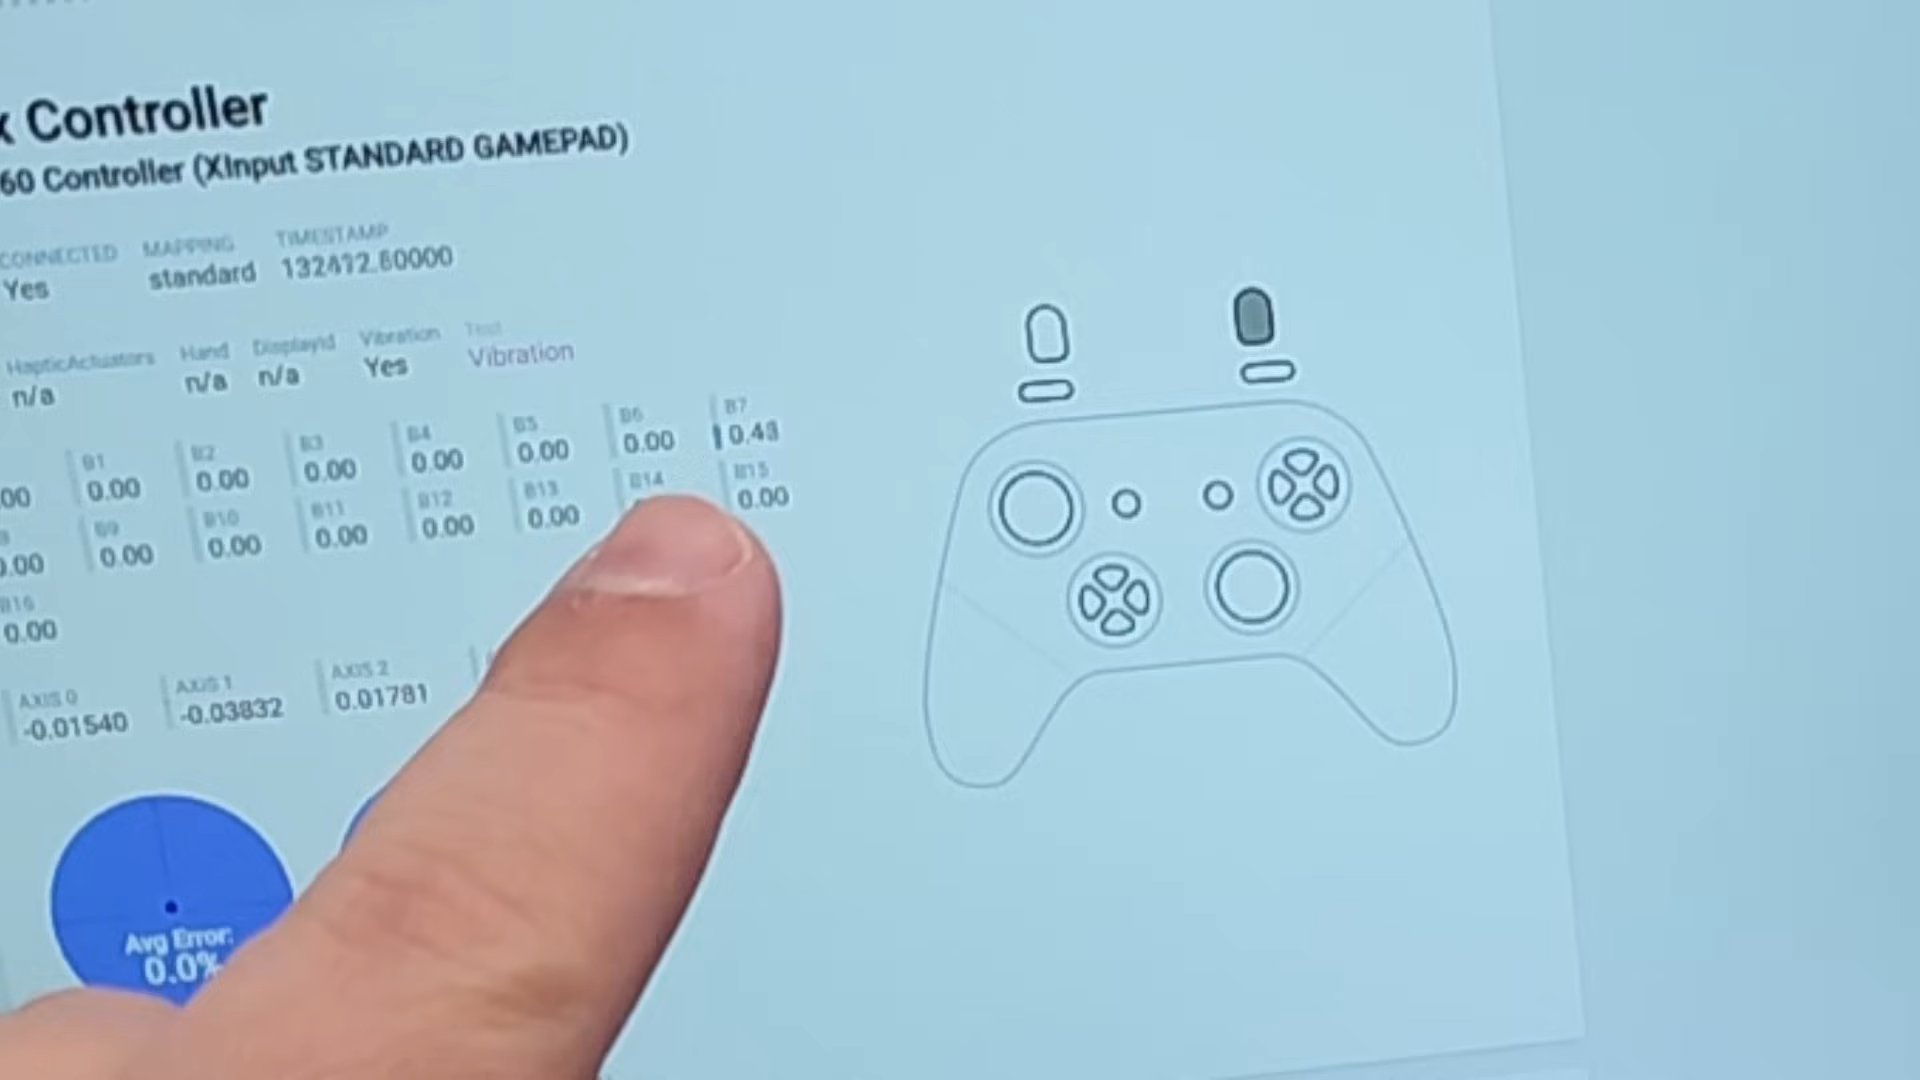 x Controller
60 Controller (XInput STANDARD GAMEPAD)
CONNECTED MAPPING TIMESTAMP
Yes standard 132472.60000
HapticActuators Hand DisplayId Vibration Test
n/a n/a n/a Yes Vibration
B1 B2 B3 B4 B5 B6 B7
00 0.00 0.00 0.00 0.00 0.00 0.00 0.43
B9 B10 B11 B12 B13 B14 B15
0.00 0.00 0.00 0.00 0.00 0.00 0.00
B16
0.00
AXIS 0 AXIS 1 AXIS 2
-0.01540 -0.03832 0.01781
Avg Error:
0.0%